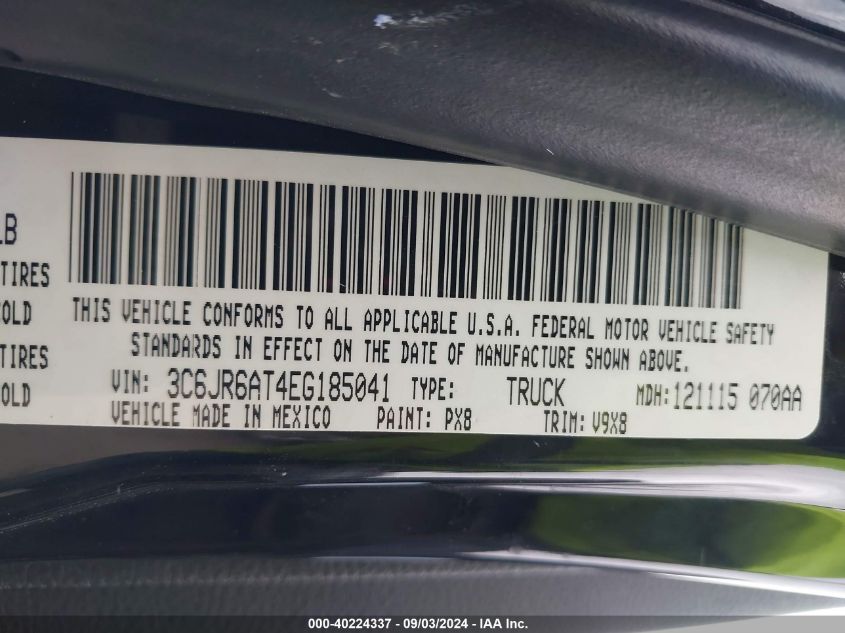 LB
TIRES
OLD
TIRES
OLD
THIS VEHICLE CONFORMS TO ALL APPLICABLE U.S.A. FEDERAL MOTOR VEHICLE SAFETY
STANDARDS IN EFFECT ON THE DATE OF MANUFACTURE SHOWN ABOVE.
VIN: 3C6JR6AT4EG185041 TYPE: TRUCK MDH: 121115 070AA
VEHICLE MADE IN MEXICO PAINT: PX8 TRIM: V9X8
000-40224337 - 09/03/2024 - IAA Inc.